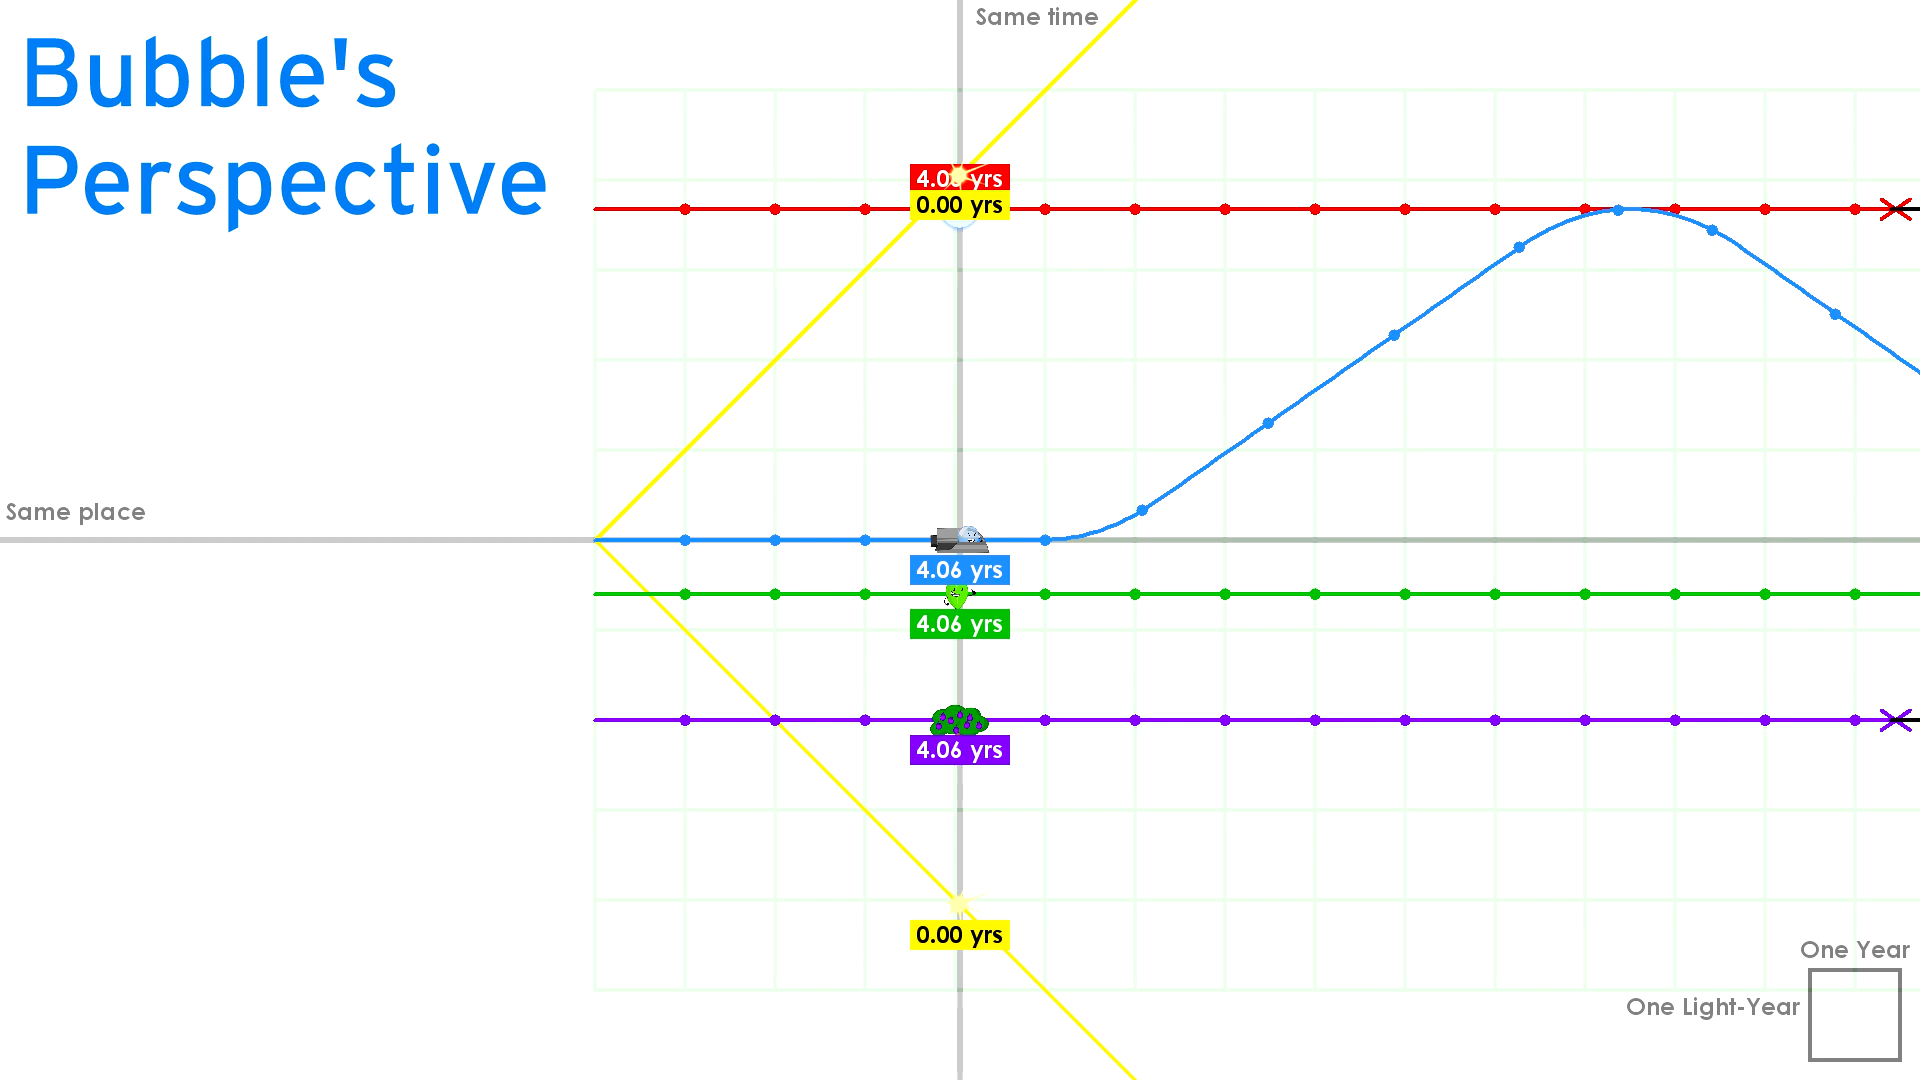 Same time
Bubble's
Perspective
yrs
0.00 yrs
Same place
4.06 yrs
4.06 yrs
4.06 yrs
0.00 yrs
One Year
One Light-Year